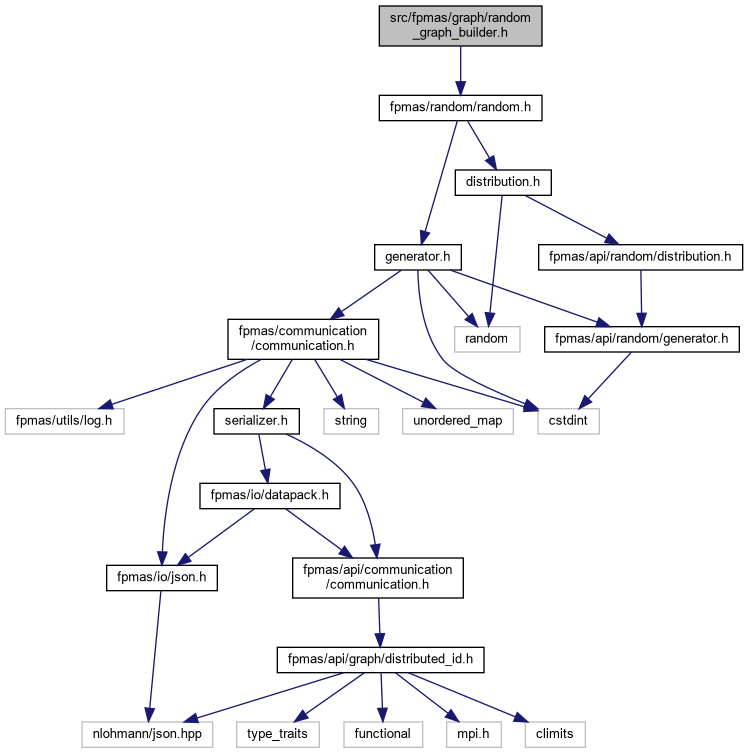 src/fpmas/graph/random
_graph_builder.h
fpmas/random/random.h
distribution.h
generator.h
fpmas/api/random/distribution.h
fpmas/communication
/communication.h
random
fpmas/api/random/generator.h
fpmas/utils/log.h
serializer.h
string
unordered_map
cstdint
fpmas/io/datapack.h
fpmas/io/json.h
fpmas/api/communication
/communication.h
fpmas/api/graph/distributed_id.h
nlohmann/json.hpp
type_traits
functional
mpi.h
climits